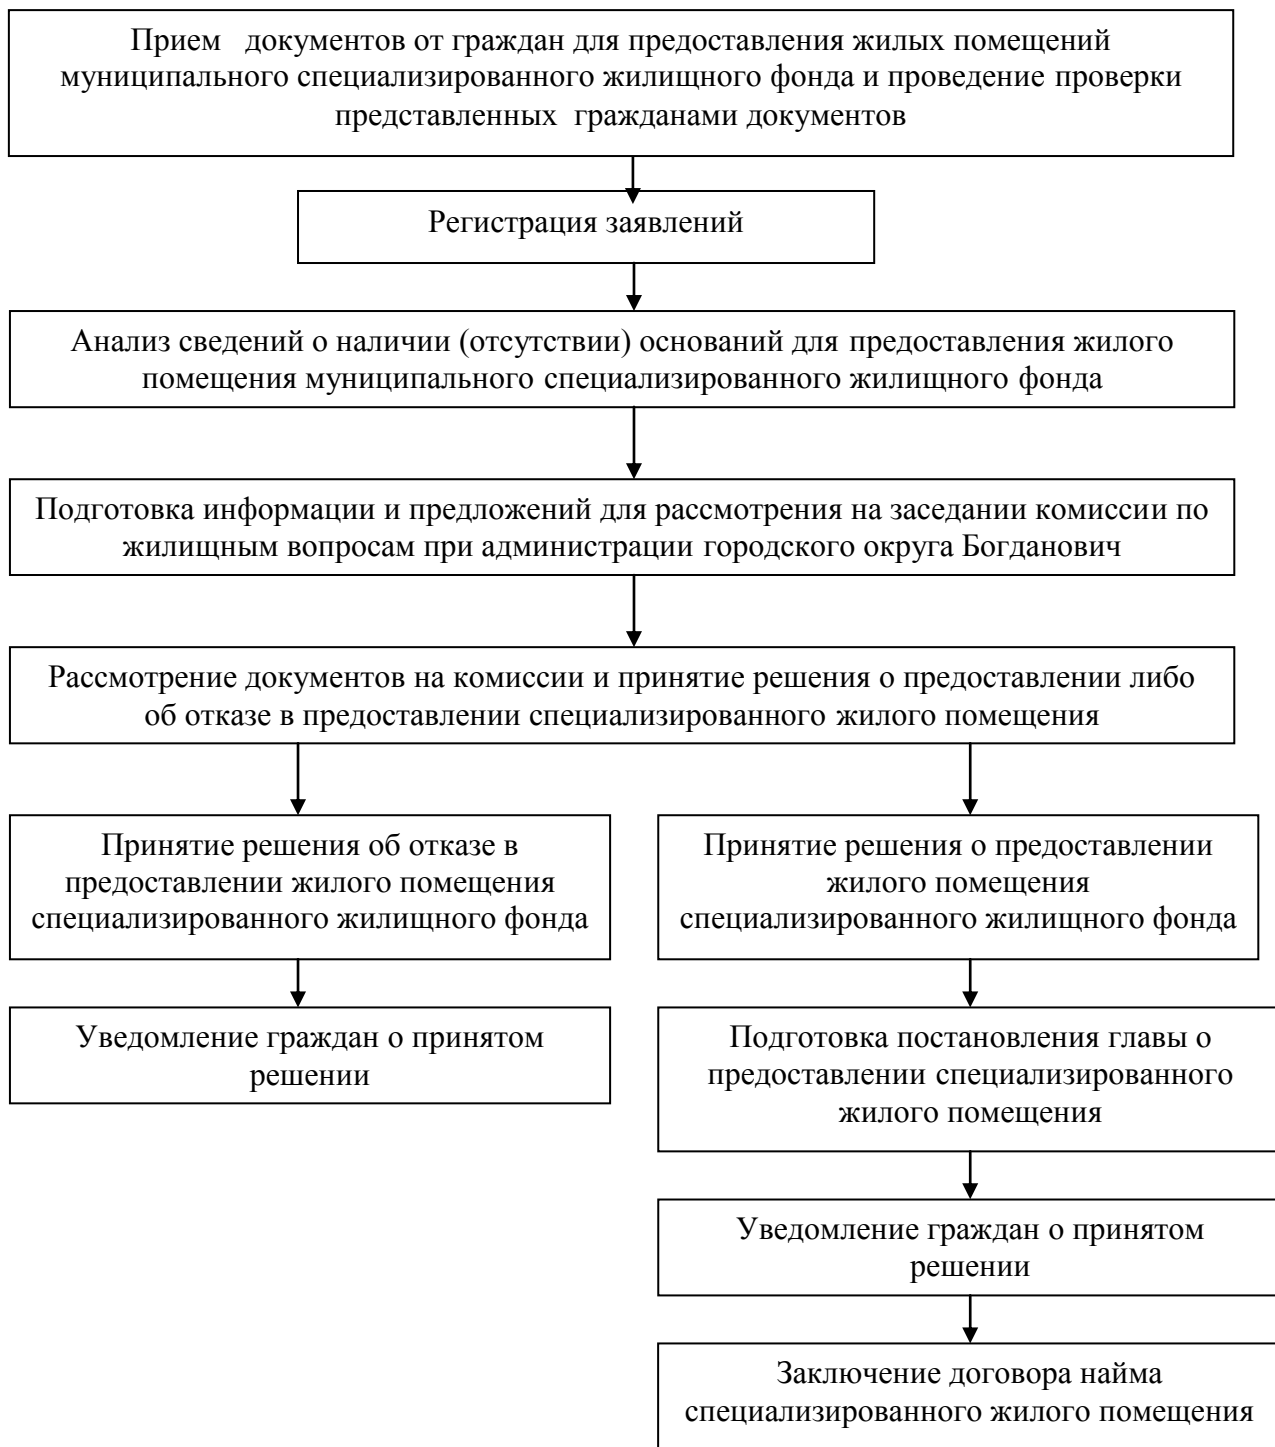 Прием документов от граждан для предоставления жилых помещений
муниципального специализированного жилищного фонда и проведение проверки
представленных гражданами документов
Регистрация заявлений
Анализ сведений о наличии (отсутствии) оснований для предоставления жилого
помещения муниципального специализированного жилищного фонда
Подготовка информации и предложений для рассмотрения на заседании комиссии по
жилищным вопросам при администрации городского округа Богданович
Рассмотрение документов на комиссии и принятие решения о предоставлении либо
об отказе в предоставлении специализированного жилого помещения
Принятие решения об отказе в
предоставлении жилого помещения
специализированного жилищного фонда
Принятие решения о предоставлении
жилого помещения
специализированного жилищного фонда
Уведомление граждан о принятом
решении
Подготовка постановления главы о
предоставлении специализированного
жилого помещения
Уведомление граждан о принятом
решении
Заключение договора найма
специализированного жилого помещения